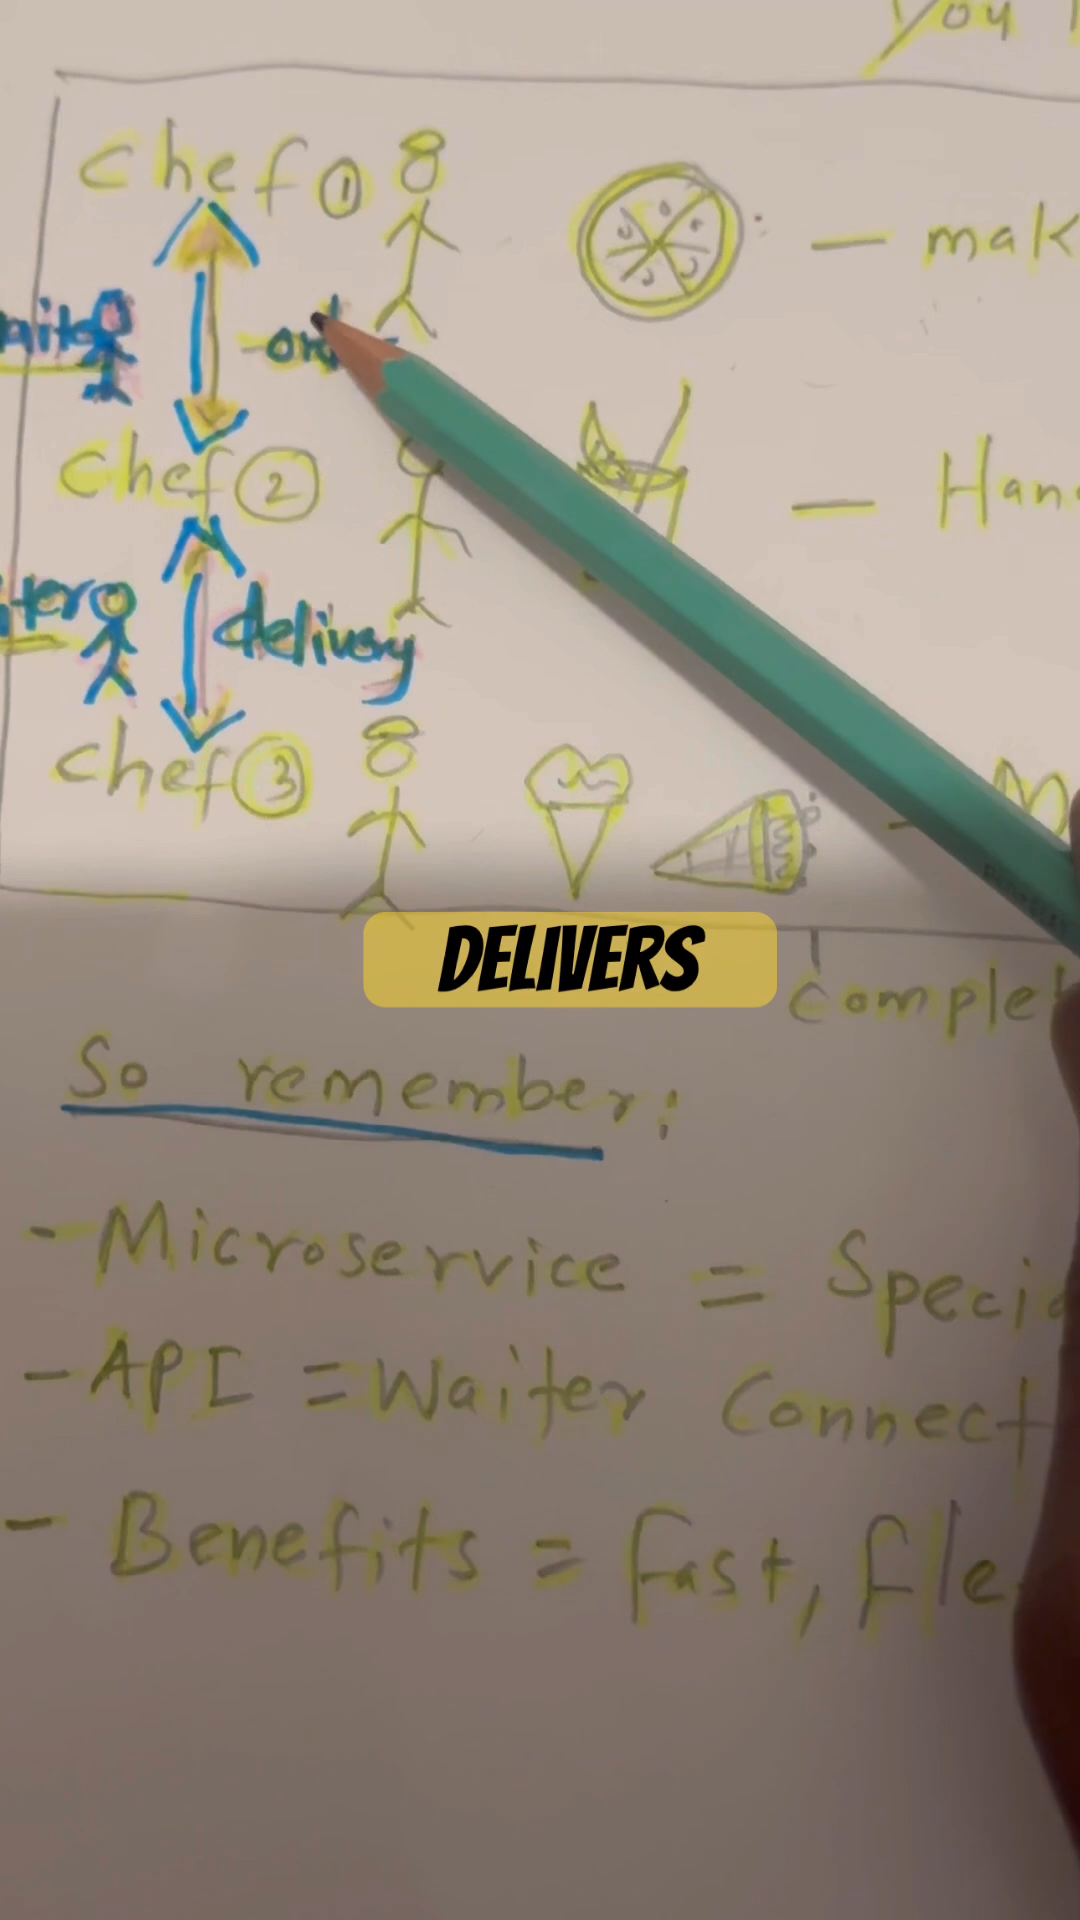 You
Chef 1
— mak
waiter
Chef 2
— Han
delivery
Chef 3
DELIVERS
Comple
So remember:
- Microservice = Speci
- API = Waiter Connect
- Benefits = Fast, Fle